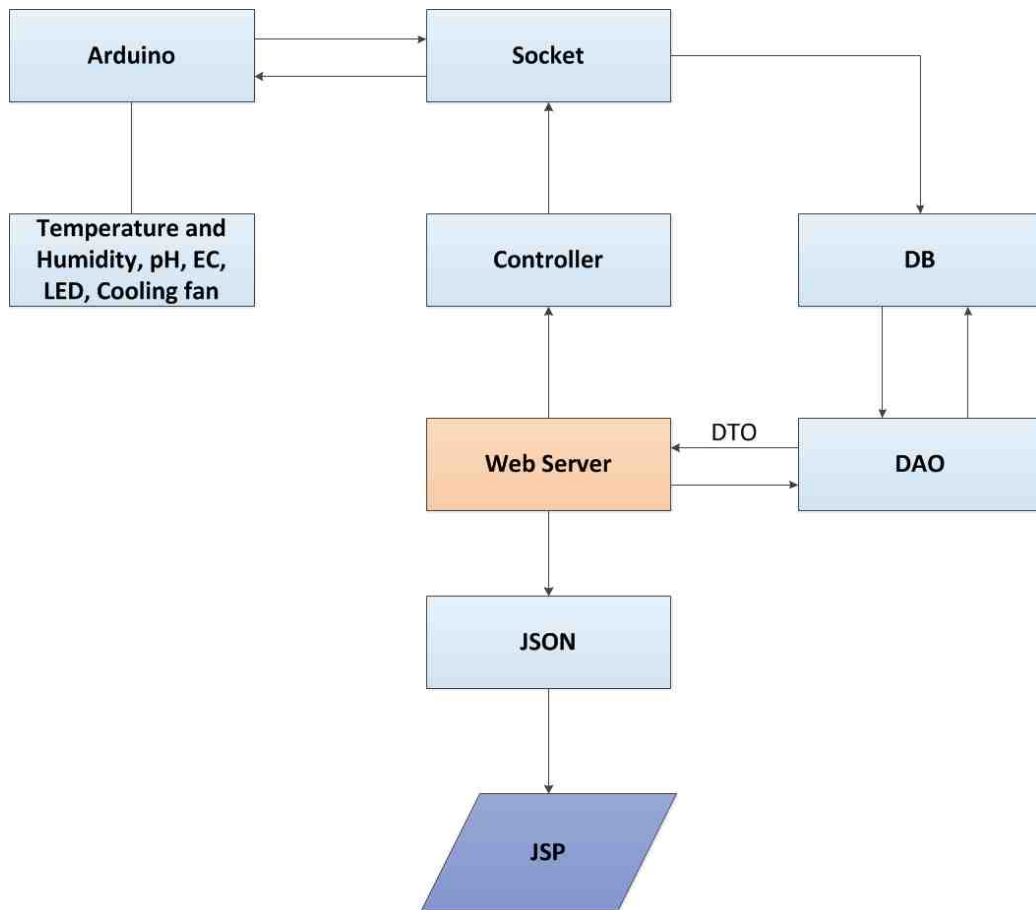 Arduino
Socket
Temperature and
Humidity, pH, EC,
LED, Cooling fan
Controller
DB
Web Server
DTO
DAO
JSON
JSP